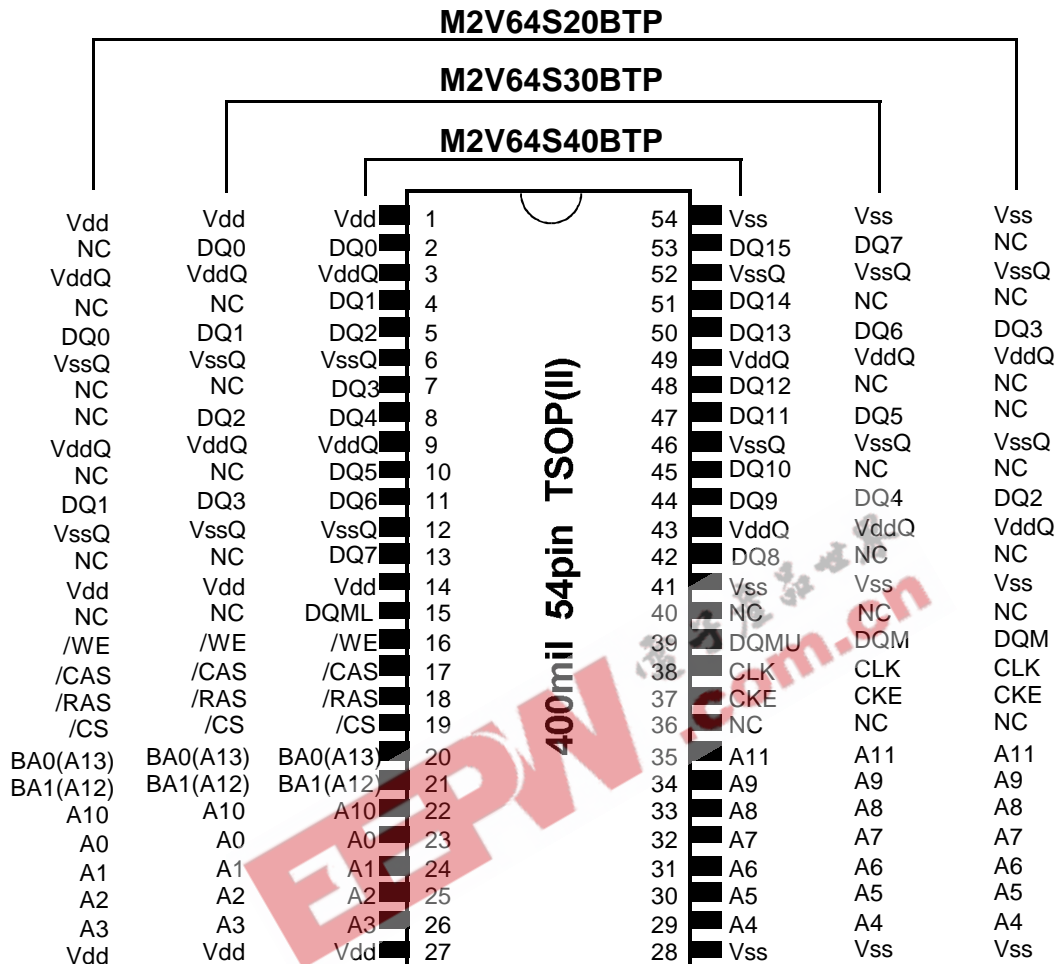 M2V64S20BTP
M2V64S30BTP
M2V64S40BTP
Vdd Vdd Vdd 1 54 Vss Vss Vss
NC DQ0 DQ0 2 53 DQ15 DQ7 NC
VddQ VddQ VddQ 3 52 VssQ VssQ VssQ
NC NC DQ1 4 51 DQ14 NC NC
DQ0 DQ1 DQ2 5 50 DQ13 DQ6 DQ3
VssQ VssQ VssQ 6 49 VddQ VddQ VddQ
NC NC DQ3 7 48 DQ12 NC NC
NC DQ2 DQ4 8 47 DQ11 DQ5 NC
VddQ VddQ VddQ 9 46 VssQ VssQ VssQ
NC NC DQ5 10 45 DQ10 NC NC
DQ1 DQ3 DQ6 11 44 DQ9 DQ4 DQ2
VssQ VssQ VssQ 12 43 VddQ VddQ VddQ
NC NC DQ7 13 42 DQ8 NC NC
Vdd Vdd Vdd 14 41 Vss Vss Vss
NC NC DQML 15 40 NC NC NC
/WE /WE /WE 16 39 DQMU DQM DQM
/CAS /CAS /CAS 17 38 CLK CLK CLK
/RAS /RAS /RAS 18 37 CKE CKE CKE
/CS /CS /CS 19 36 NC NC NC
BA0(A13) BA0(A13) BA0(A13) 20 35 A11 A11 A11
BA1(A12) BA1(A12) BA1(A12) 21 34 A9 A9 A9
A10 A10 A10 22 33 A8 A8 A8
A0 A0 A0 23 32 A7 A7 A7
A1 A1 A1 24 31 A6 A6 A6
A2 A2 A2 25 30 A5 A5 A5
A3 A3 A3 26 29 A4 A4 A4
Vdd Vdd Vdd 27 28 Vss Vss Vss
400mil 54pin TSOP(II)
EEPW.com.cn
电子产品世界